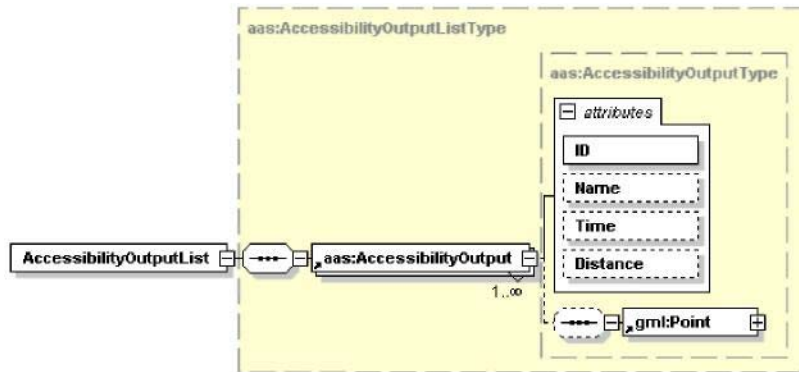 aas:AccessibilityOutputListType
aas:AccessibilityOutputType
attributes
ID
Name
Time
Distance
AccessibilityOutputList
aas:AccessibilityOutput
1..∞
gml:Point